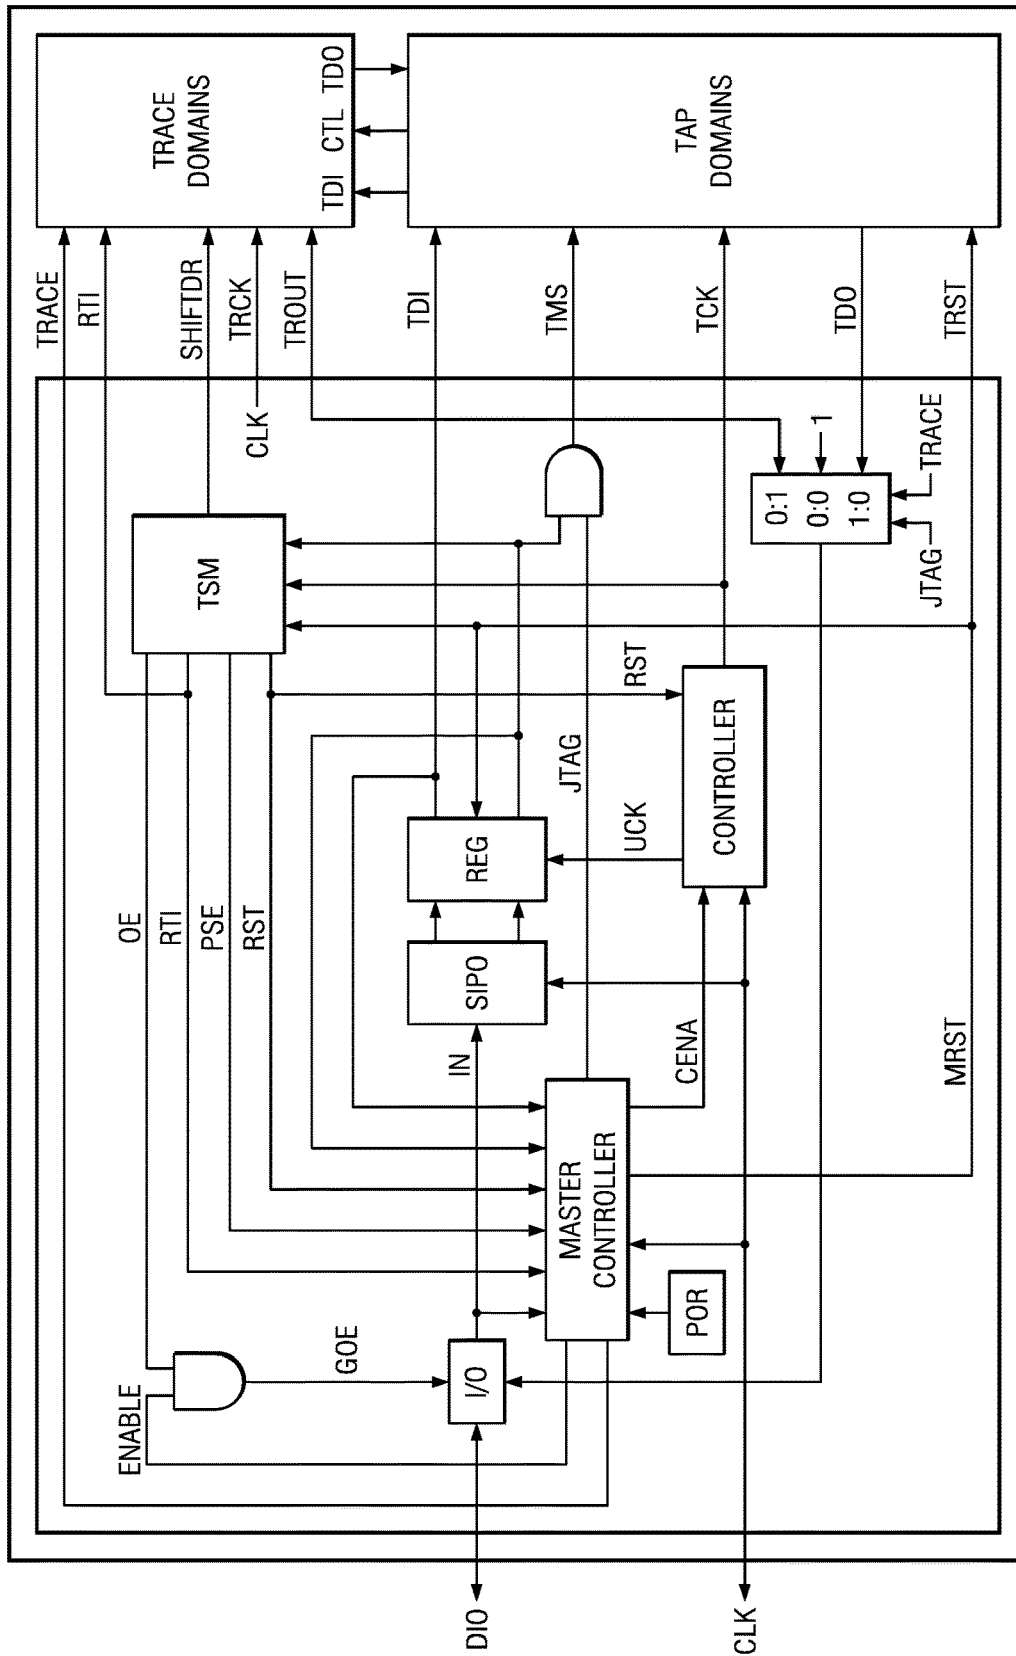 TRACE
DOMAINS
TDI
CTL
TDO
TAP
DOMAINS
TRACE
RTI
SHIFTDR
TRCK
TROUT
TDI
TMS
TCK
TDO
TRST
CLK
TSM
0:1
0:0
1:0
1
JTAG
TRACE
OE
RTI
PSE
RST
RST
JTAG
REG
UCK
CONTROLLER
SIPO
IN
CENA
MRST
MASTER
CONTROLLER
POR
ENABLE
GOE
I/O
DIO
CLK